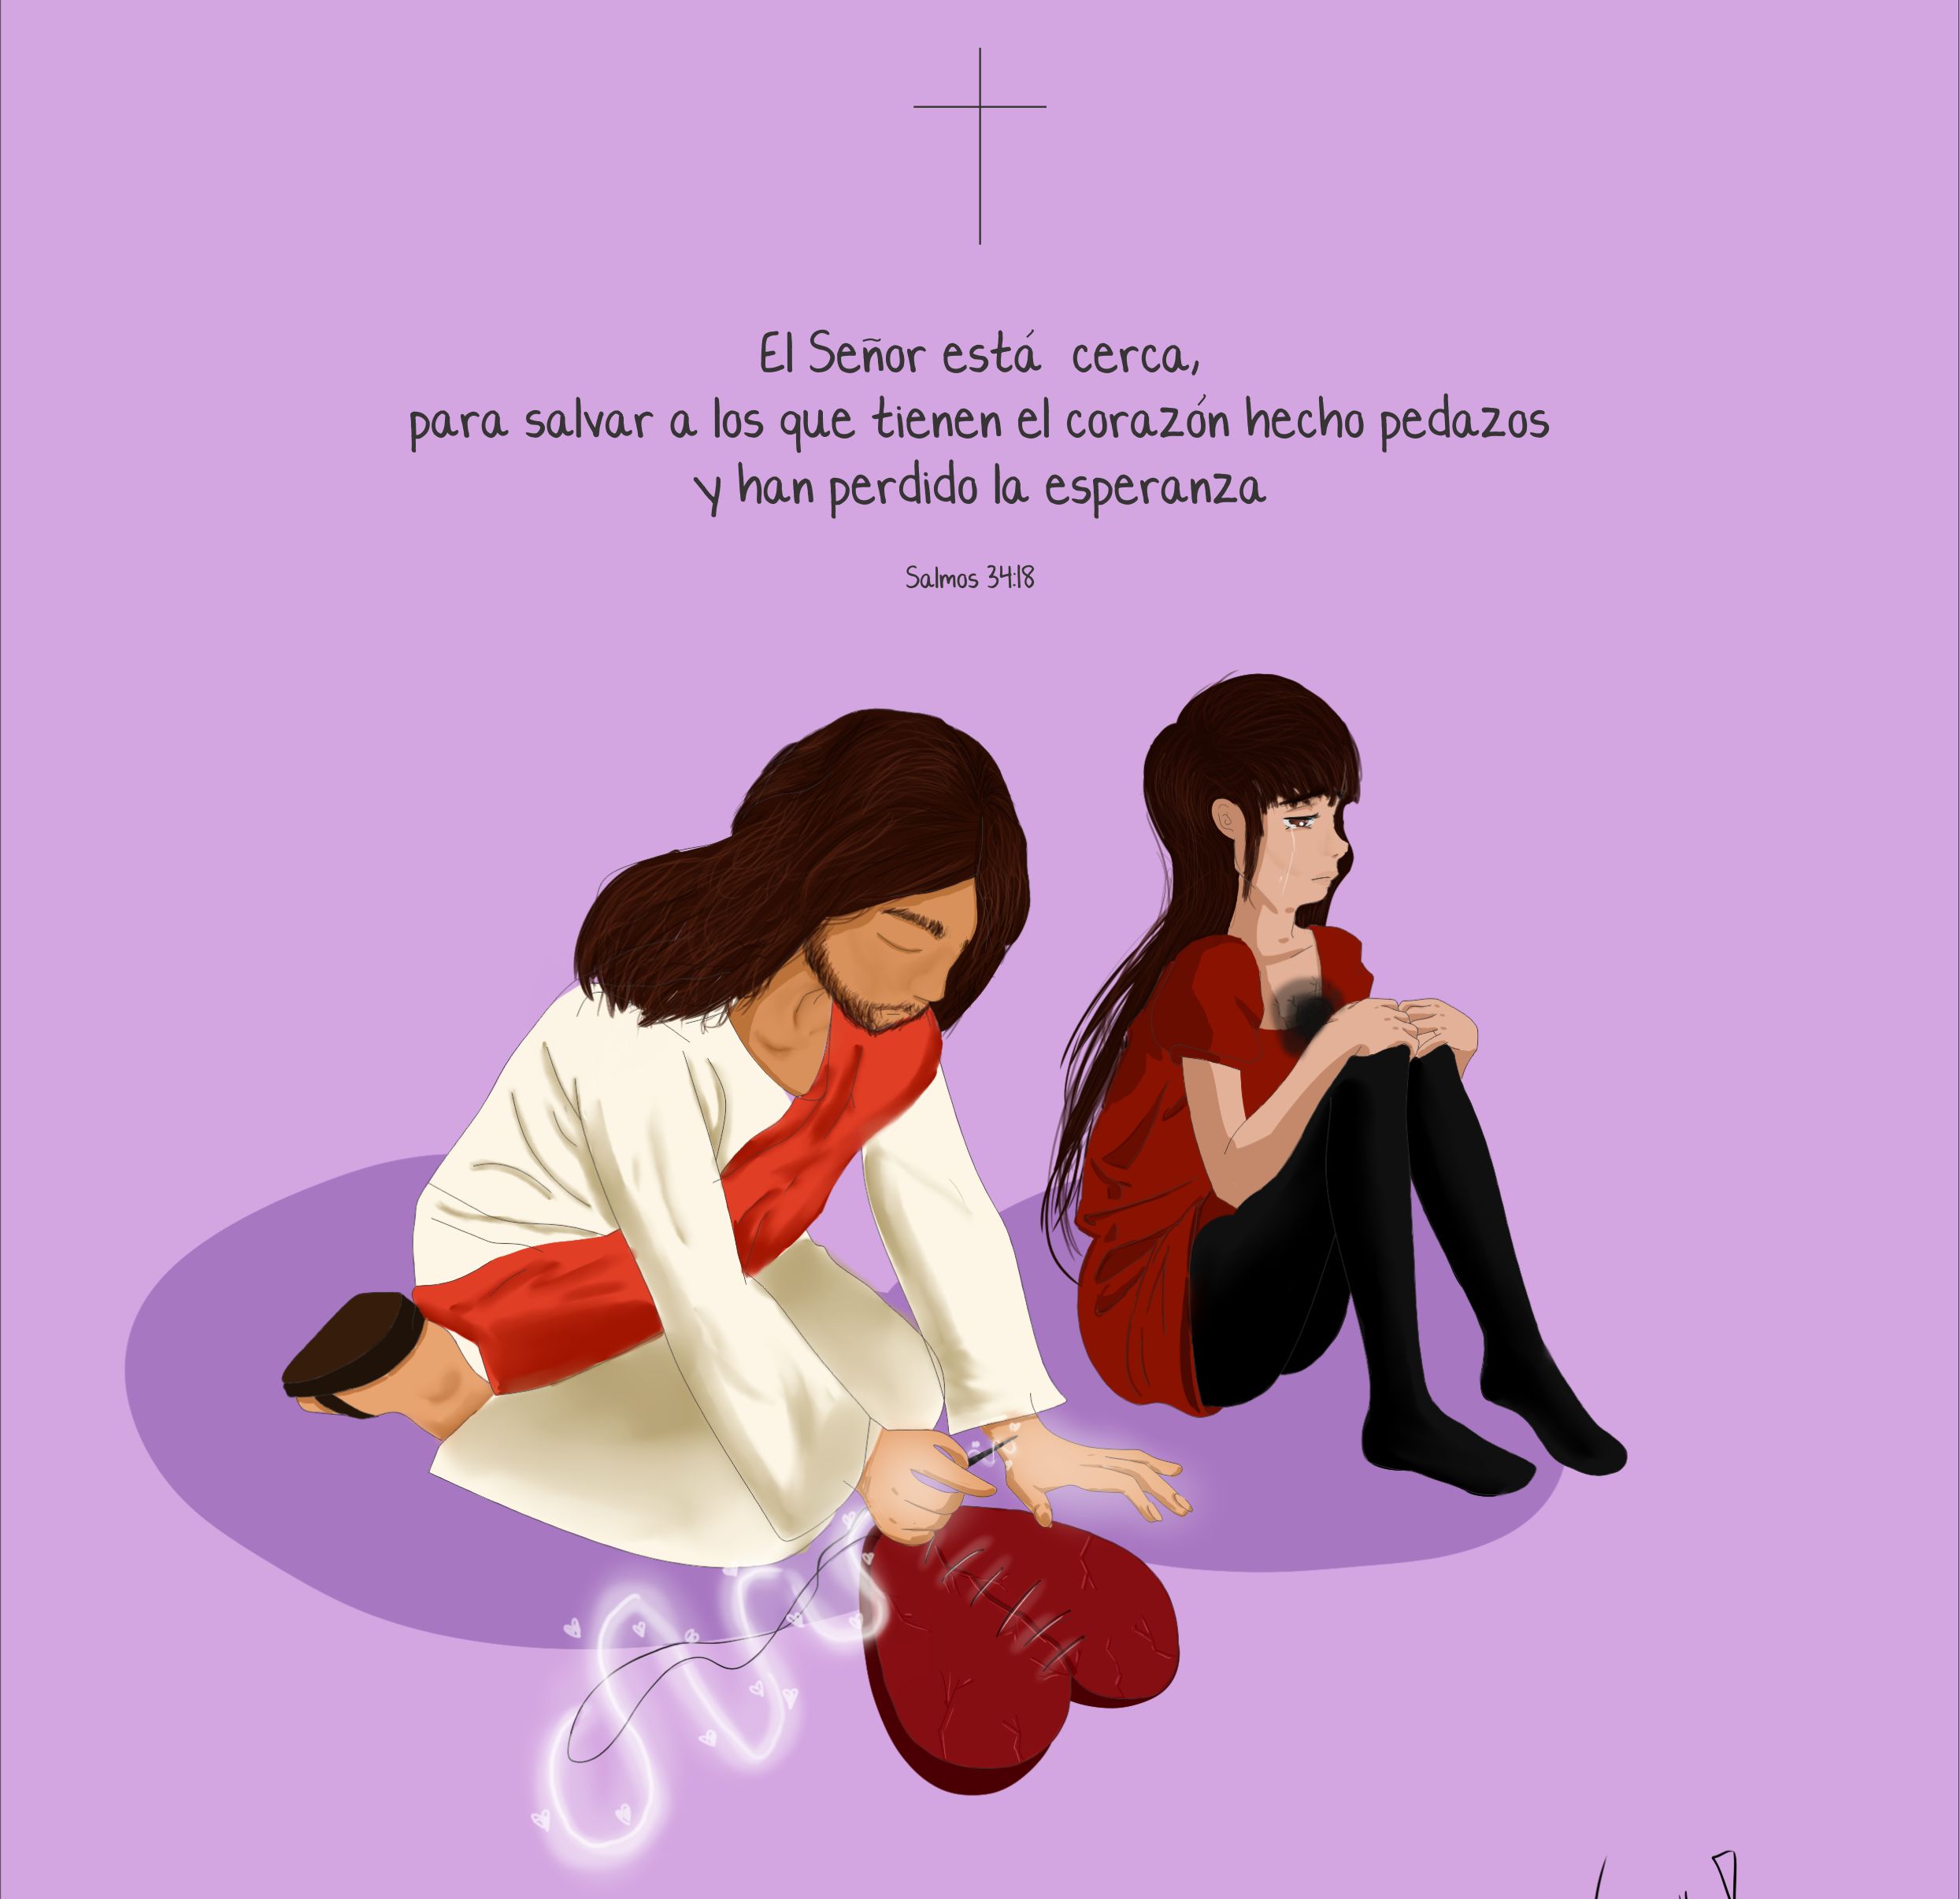 El Señor está cerca,
para salvar a los que tienen el corazón hecho pedazos
y han perdido la esperanza
Salmos 34:18